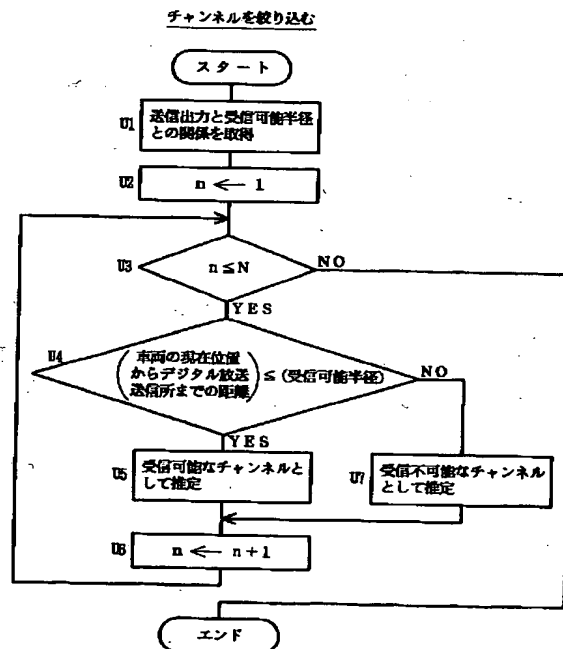 チャンネルを絞り込む
スタート
U1
送信出力と受信可能半径
との関係を取得
U2
n ← 1
U3
n≦N
NO
YES
U4
車両の現在位置
からデジタル放送
送信所までの距離
≦(受信可能半径)
NO
YES
U5
受信可能なチャンネルと
して推定
U7
受信不可能なチャンネル
として推定
U6
n ← n+1
エンド